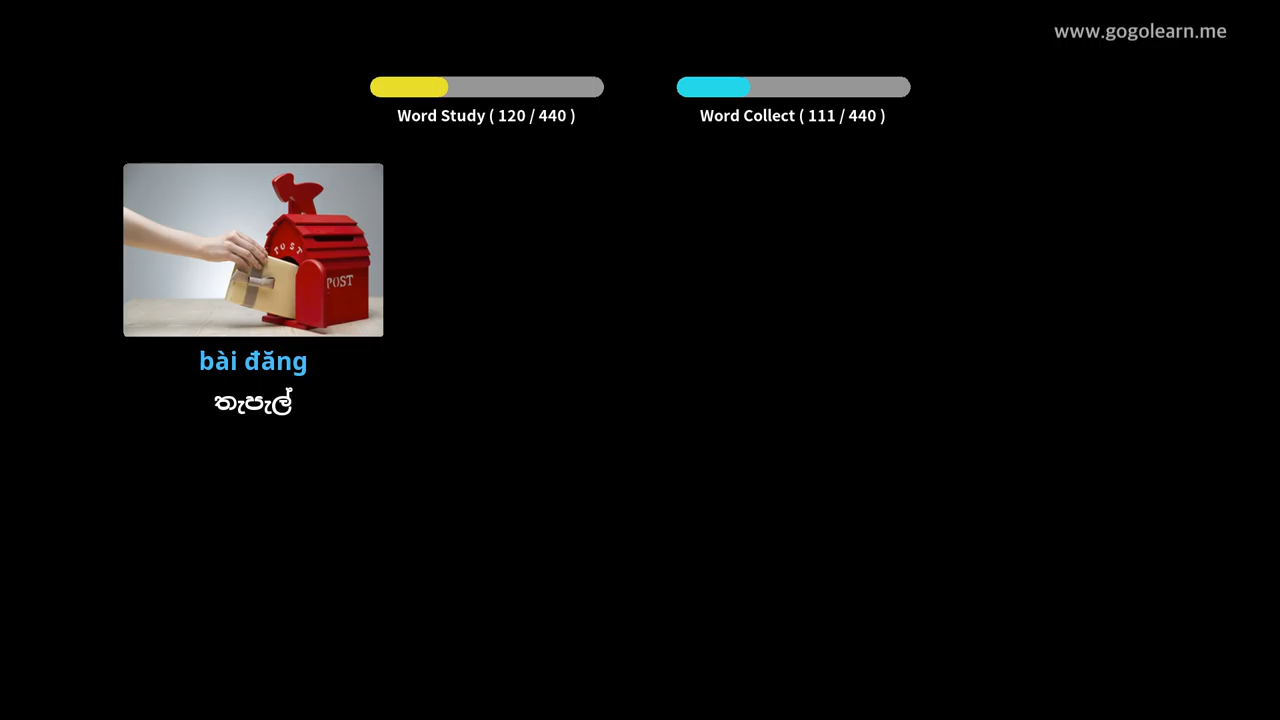 www.gogolearn.me
Word Study ( 120 / 440 )
Word Collect ( 111 / 440 )
POST
POST
bài đăng
තැපැල්